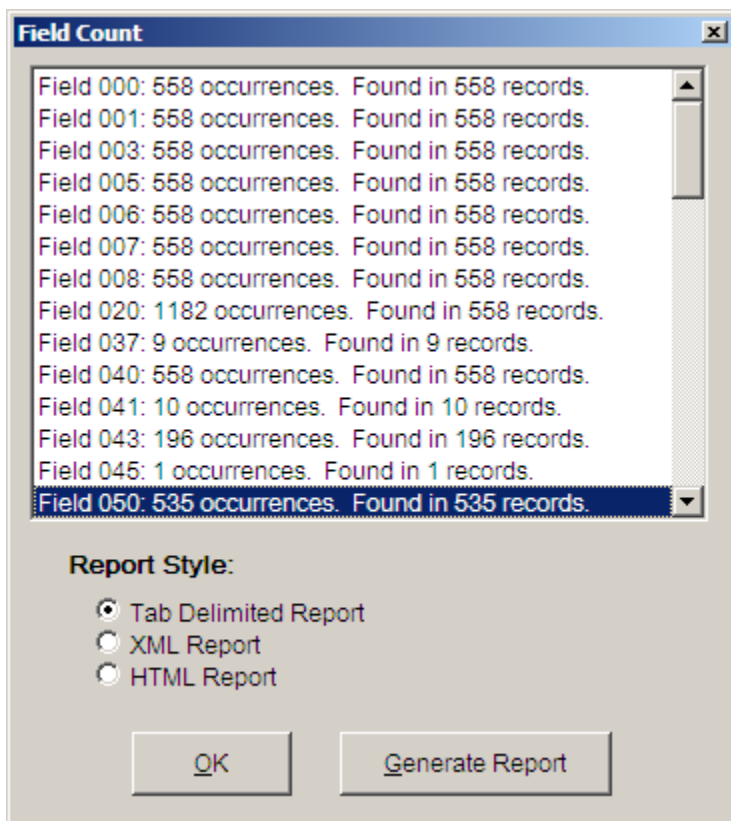 Field Count
Field 000: 558 occurrences.  Found in 558 records.
Field 001: 558 occurrences.  Found in 558 records.
Field 003: 558 occurrences.  Found in 558 records.
Field 005: 558 occurrences.  Found in 558 records.
Field 006: 558 occurrences.  Found in 558 records.
Field 007: 558 occurrences.  Found in 558 records.
Field 008: 558 occurrences.  Found in 558 records.
Field 020: 1182 occurrences.  Found in 558 records.
Field 037: 9 occurrences.  Found in 9 records.
Field 040: 558 occurrences.  Found in 558 records.
Field 041: 10 occurrences.  Found in 10 records.
Field 043: 196 occurrences.  Found in 196 records.
Field 045: 1 occurrences.  Found in 1 records.
Field 050: 535 occurrences.  Found in 535 records.
Report Style:
Tab Delimited Report
XML Report
HTML Report
OK
Generate Report